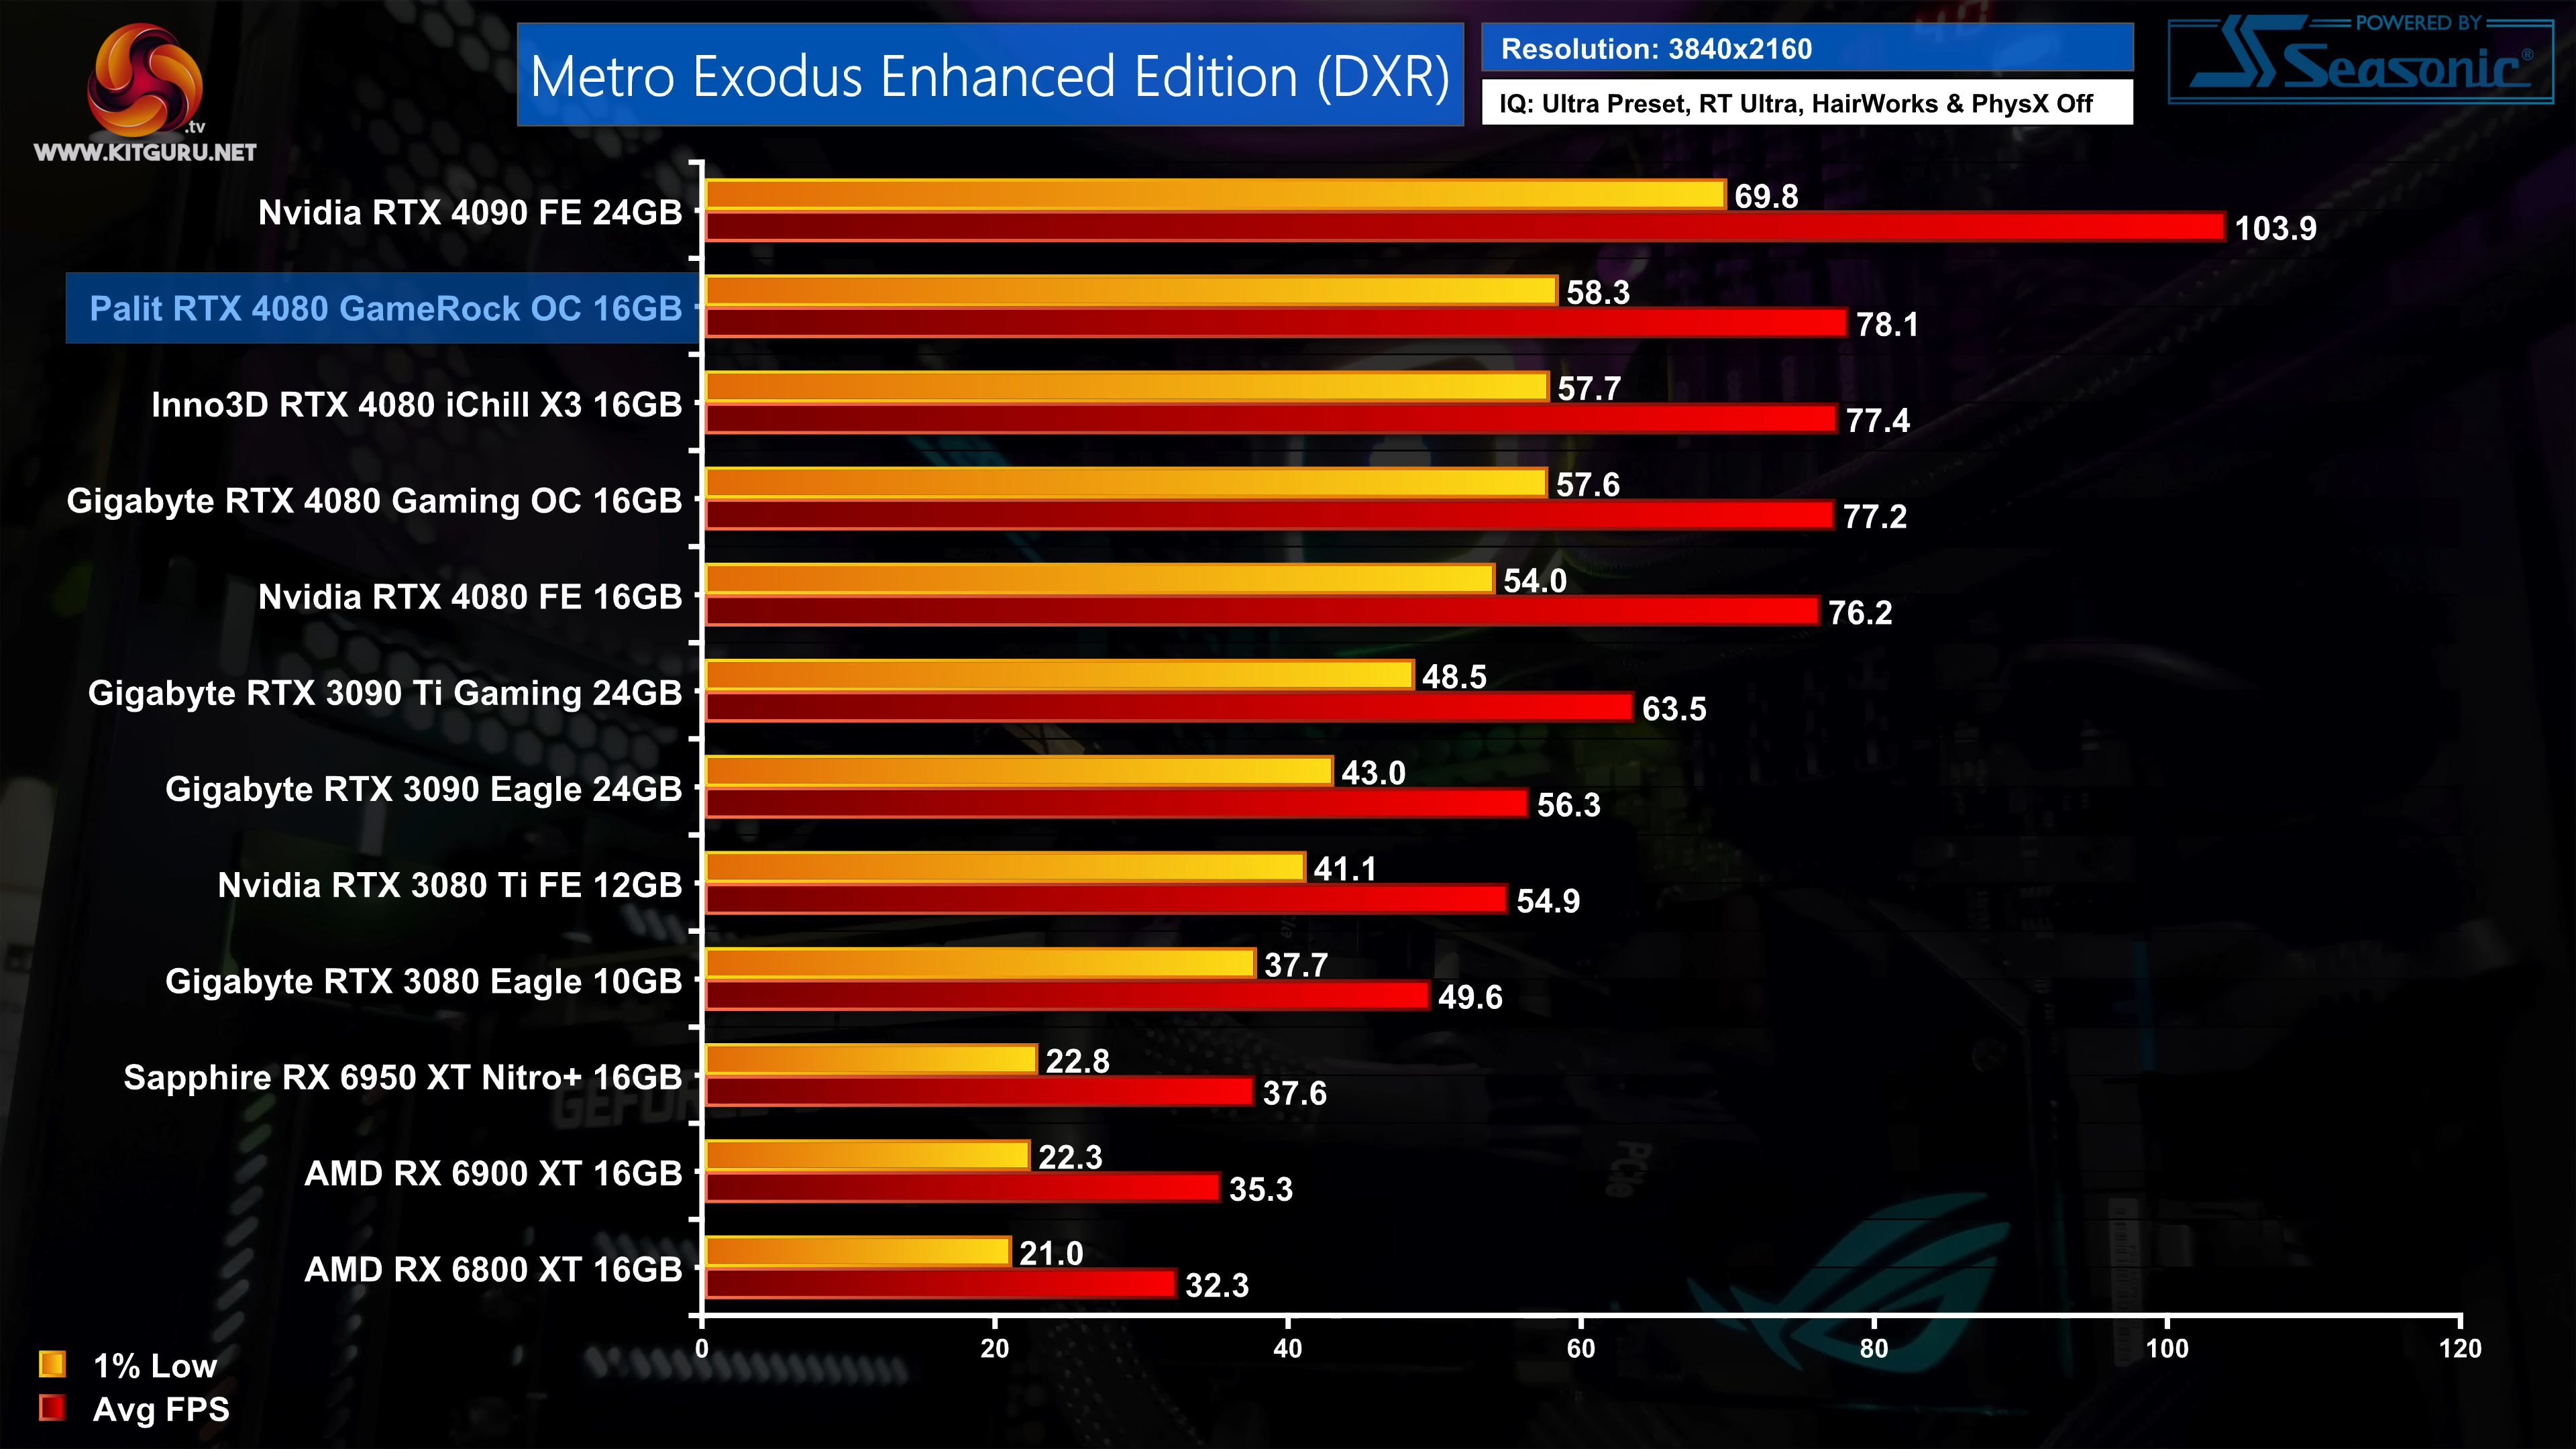 .tv
WWW.KITGURU.NET
Metro Exodus Enhanced Edition (DXR)
Resolution: 3840x2160
IQ: Ultra Preset, RT Ultra, HairWorks & PhysX Off
POWERED BY
Seasonic®
Nvidia RTX 4090 FE 24GB
69.8
103.9
Palit RTX 4080 GameRock OC 16GB
58.3
78.1
Inno3D RTX 4080 iChill X3 16GB
57.7
77.4
Gigabyte RTX 4080 Gaming OC 16GB
57.6
77.2
Nvidia RTX 4080 FE 16GB
54.0
76.2
Gigabyte RTX 3090 Ti Gaming 24GB
48.5
63.5
Gigabyte RTX 3090 Eagle 24GB
43.0
56.3
Nvidia RTX 3080 Ti FE 12GB
41.1
54.9
Gigabyte RTX 3080 Eagle 10GB
37.7
49.6
Sapphire RX 6950 XT Nitro+ 16GB
22.8
37.6
AMD RX 6900 XT 16GB
22.3
35.3
PCIe
AMD RX 6800 XT 16GB
21.0
32.3
0 20 40 60 80 100 120
1% Low
Avg FPS